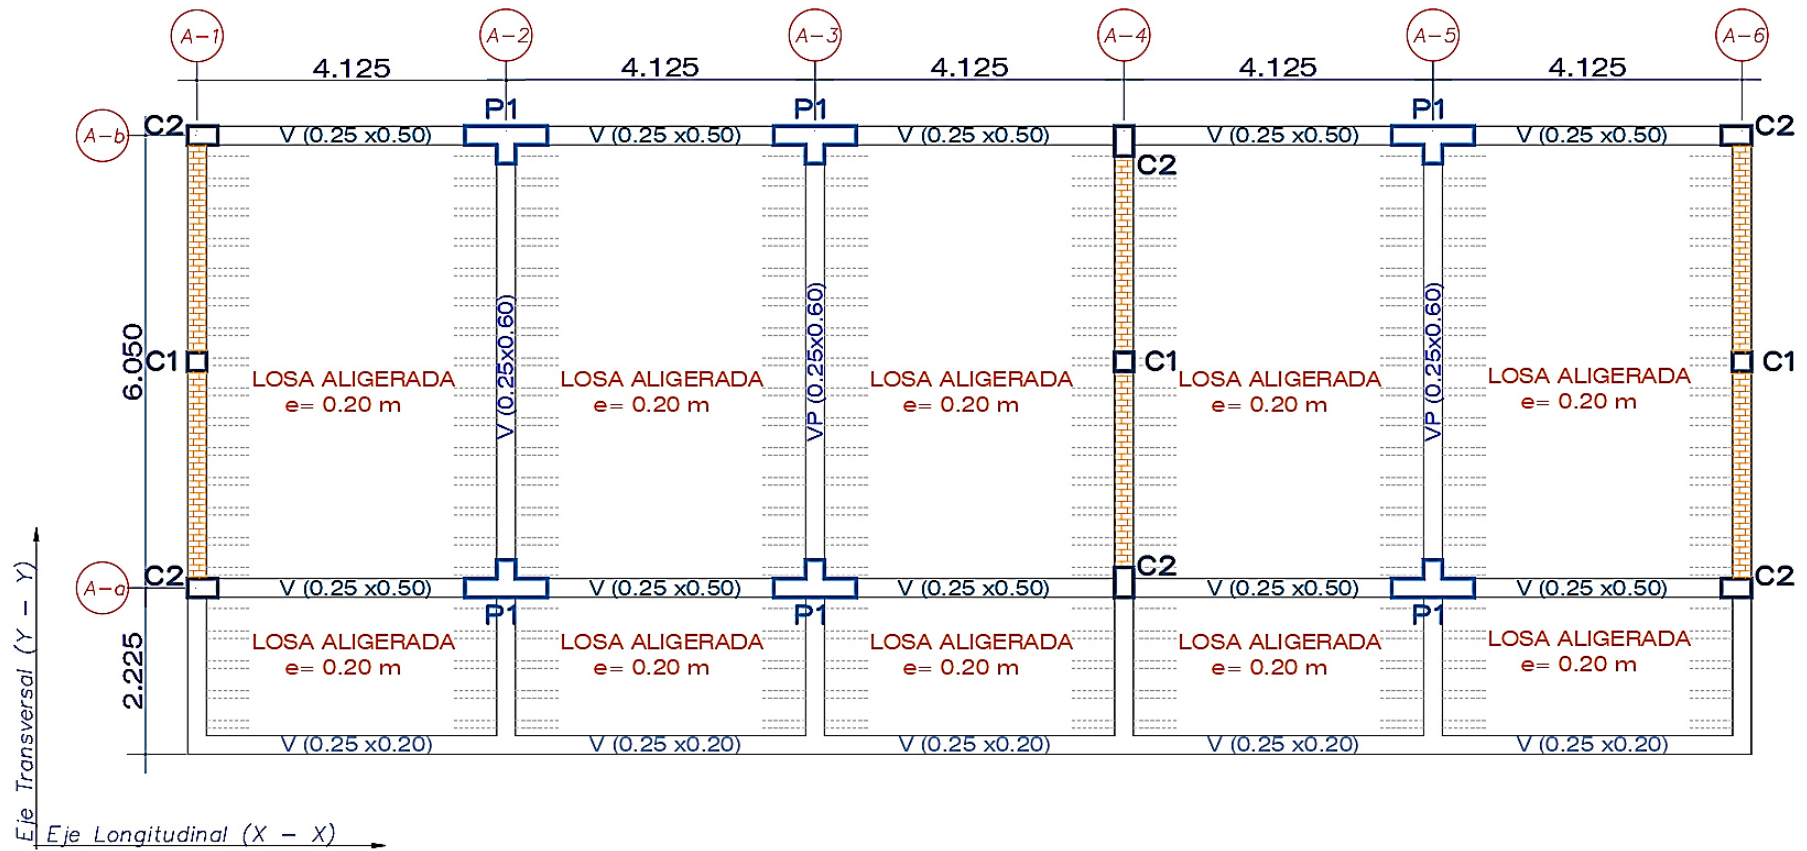 A-1
A-2
A-3
A-4
A-5
A-6
4.125
4.125
4.125
4.125
4.125
P1
P1
P1
A-b
C2
V (0.25 x0.50)
V (0.25 x0.50)
V (0.25 x0.50)
V (0.25 x0.50)
V (0.25 x0.50)
C2
C2
6.050
C1
V (0.25x0.60)
VP (0.25x0.60)
C1
VP (0.25x0.60)
C1
LOSA ALIGERADA
e= 0.20 m
LOSA ALIGERADA
e= 0.20 m
LOSA ALIGERADA
e= 0.20 m
LOSA ALIGERADA
e= 0.20 m
LOSA ALIGERADA
e= 0.20 m
A-a
C2
V (0.25 x0.50)
V (0.25 x0.50)
V (0.25 x0.50)
C2
V (0.25 x0.50)
V (0.25 x0.50)
C2
P1
P1
P1
2.225
LOSA ALIGERADA
e= 0.20 m
LOSA ALIGERADA
e= 0.20 m
LOSA ALIGERADA
e= 0.20 m
LOSA ALIGERADA
e= 0.20 m
LOSA ALIGERADA
e= 0.20 m
V (0.25 x0.20)
V (0.25 x0.20)
V (0.25 x0.20)
V (0.25 x0.20)
V (0.25 x0.20)
Eje Transversal (Y - Y)
Eje Longitudinal (X - X)